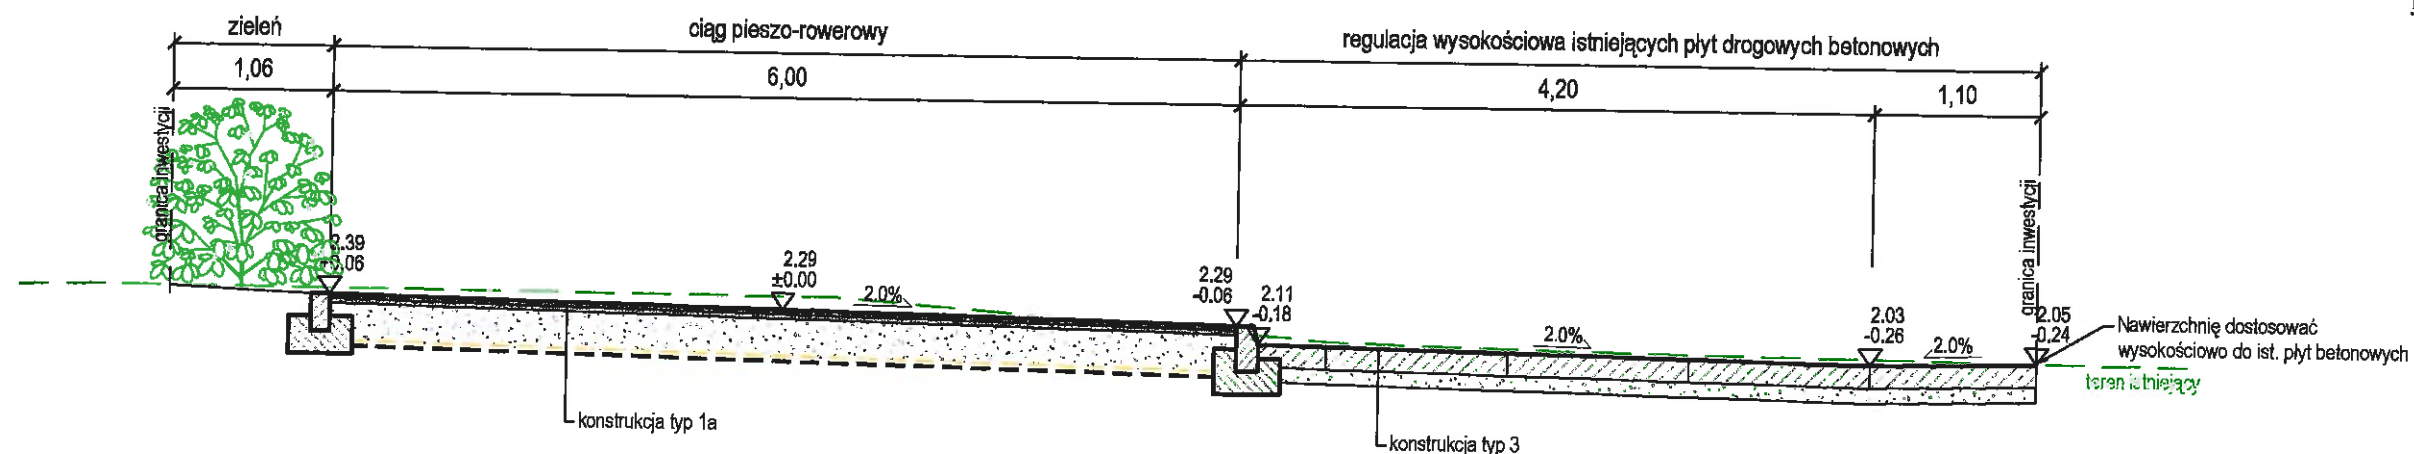 zieleń
ciąg pieszo-rowerowy
regulacja wysokościowa istniejących płyt drogowych betonowych
1,06
6,00
4,20
1,10
granica inwestycji
granica inwestycji
2.29
±0.00
2.0%
2.29
-0.06
2.11
-0.18
2.0%
2.03
-0.26
2.0%
2.05
-0.24
Nawierzchnię dostosować
wysokościowo do ist. płyt betonowych
teren istniejący
konstrukcja typ 1a
konstrukcja typ 3